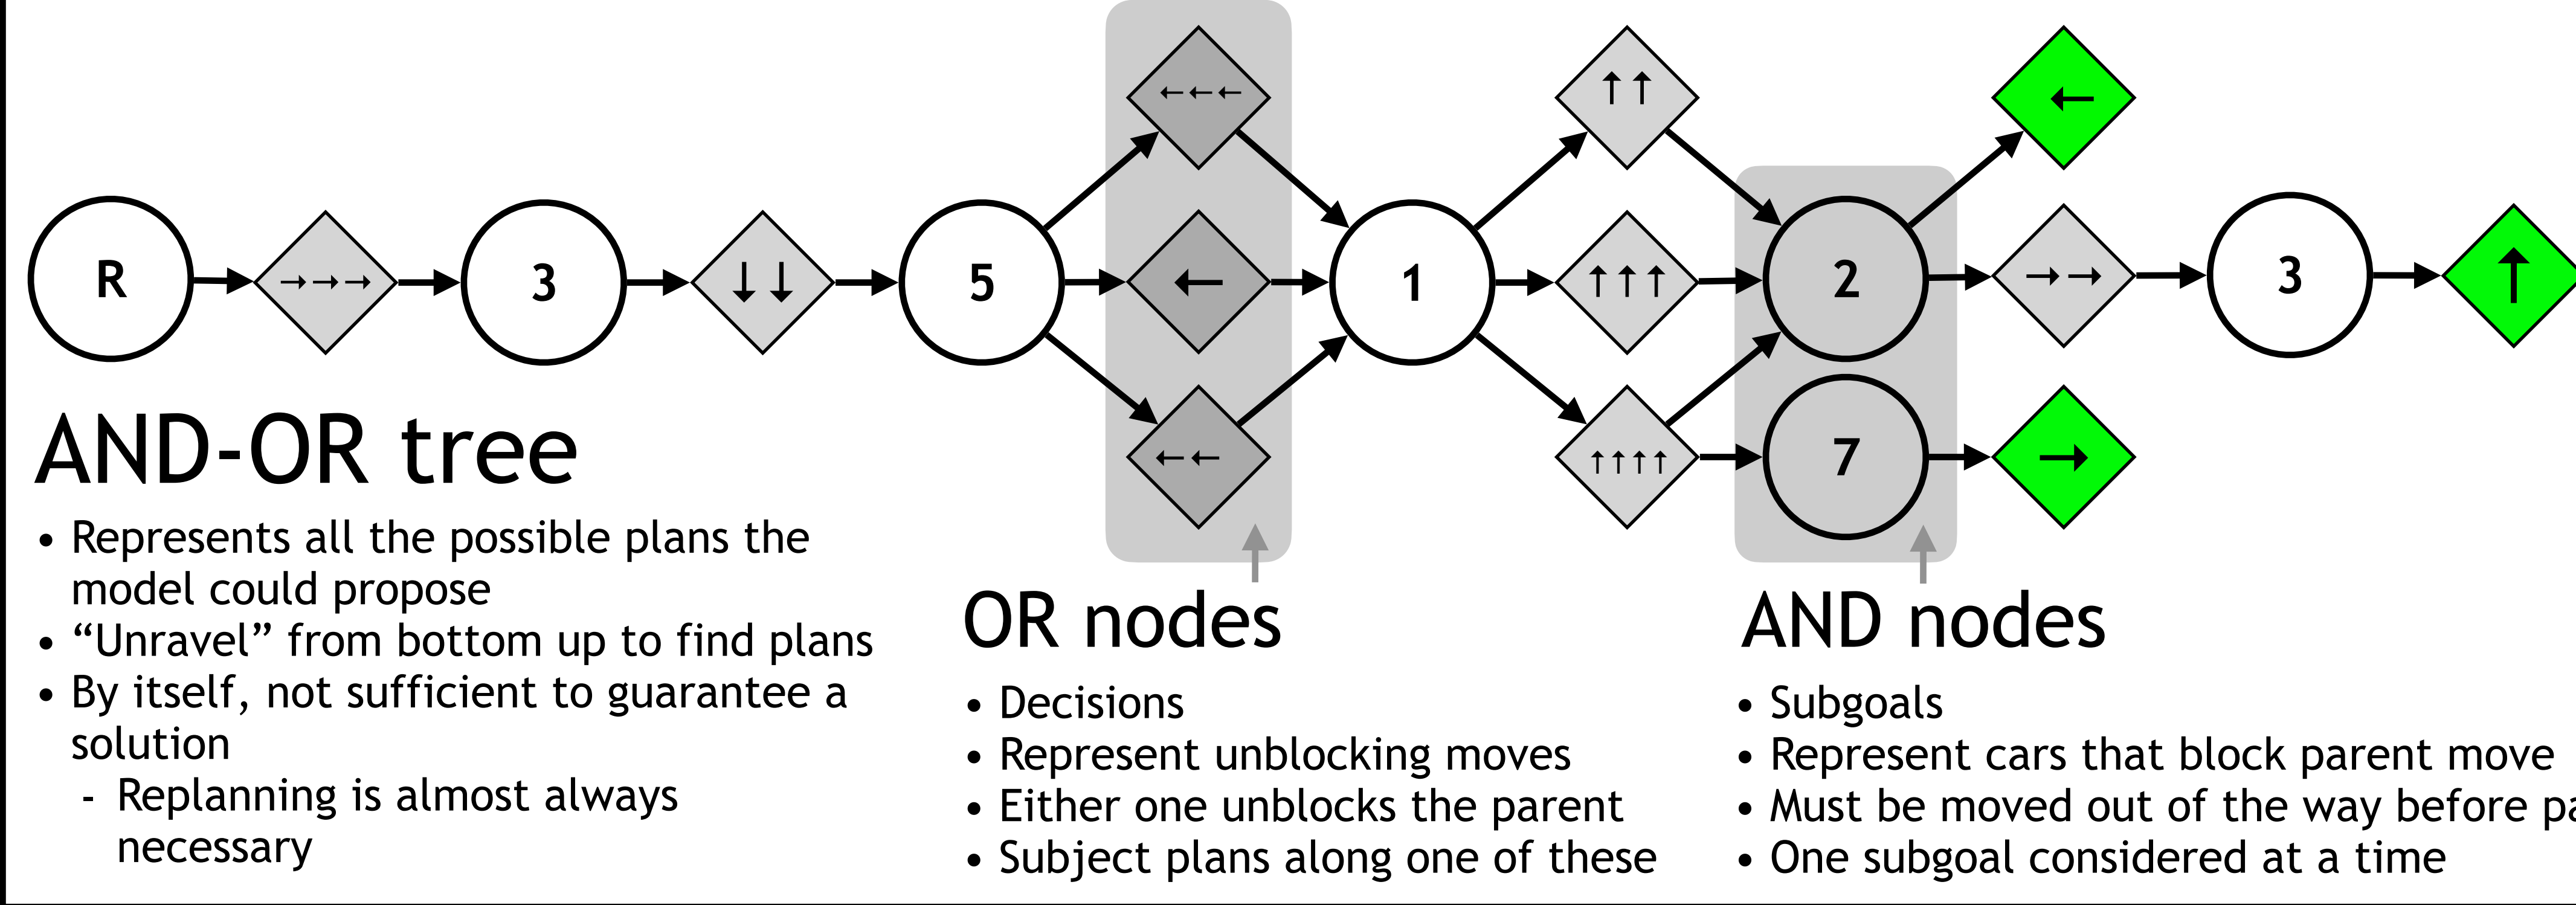 ← ← ←
↑ ↑
←
R
→ → →
3
↓ ↓
5
←
1
↑ ↑ ↑
2
→ →
3
↑
← ←
↑ ↑ ↑ ↑
7
→
AND-OR tree
• Represents all the possible plans the
model could propose
• “Unravel” from bottom up to find plans
• By itself, not sufficient to guarantee a
solution
- Replanning is almost always
necessary
OR nodes
• Decisions
• Represent unblocking moves
• Either one unblocks the parent
• Subject plans along one of these
AND nodes
• Subgoals
• Represent cars that block parent move
• Must be moved out of the way before
• One subgoal considered at a time